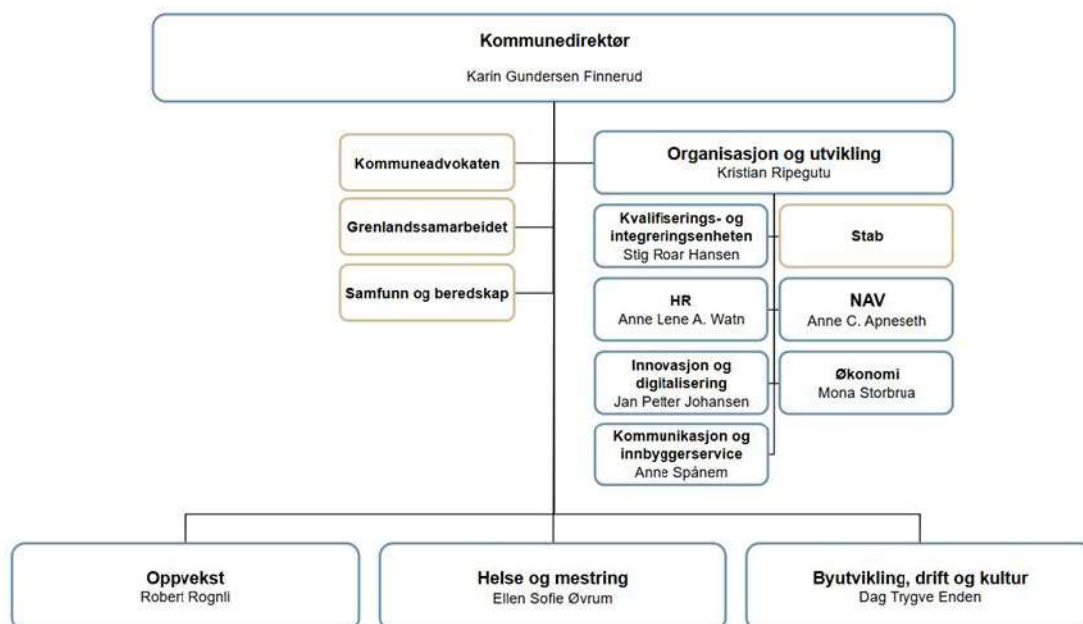 Kommunedirektør
Karin Gundersen Finnerud
Kommuneadvokaten
Grenlandssamarbeidet
Samfunn og beredskap
Organisasjon og utvikling
Kristian Ripegutu
Kvalifiserings- og
integreringsenheten
Stig Roar Hansen
Stab
HR
Anne Lene A. Watn
NAV
Anne C. Apneseth
Innovasjon og
digitalisering
Jan Petter Johansen
Økonomi
Mona Storbrua
Kommunikasjon og
innbyggerservice
Anne Spånem
Oppvekst
Robert Rognli
Helse og mestring
Ellen Sofie Øvrum
Byutvikling, drift og kultur
Dag Trygve Enden